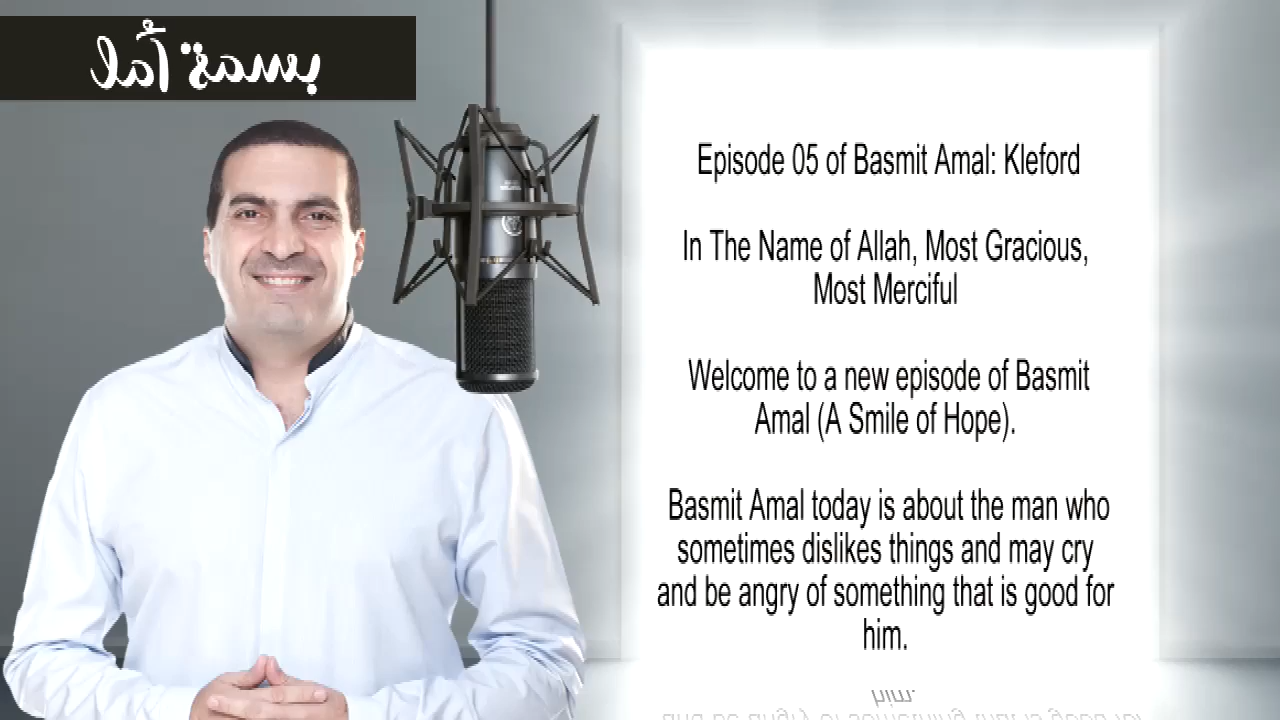 بسمة أمل
Episode 05 of Basmit Amal: Kleford
In The Name of Allah, Most Gracious,
Most Merciful
Welcome to a new episode of Basmit
Amal (A Smile of Hope).
Basmit Amal today is about the man who
sometimes dislikes things and may cry
and be angry of something that is good for
him.